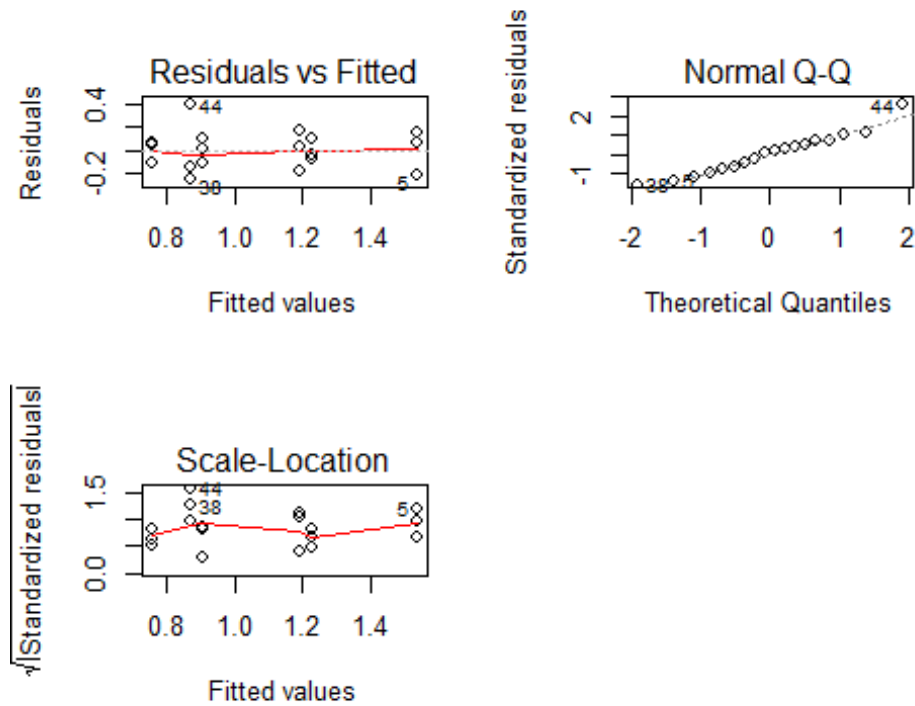 Residuals vs Fitted
Residuals
0.4
-0.2
44
38
5
0.8 1.0 1.2 1.4
Fitted values
Normal Q-Q
Standardized residuals
2
-1
44
38
5
-2 -1 0 1 2
Theoretical Quantiles
Scale-Location
√|Standardized residuals|
1.5
0.0
44
38
5
0.8 1.0 1.2 1.4
Fitted values